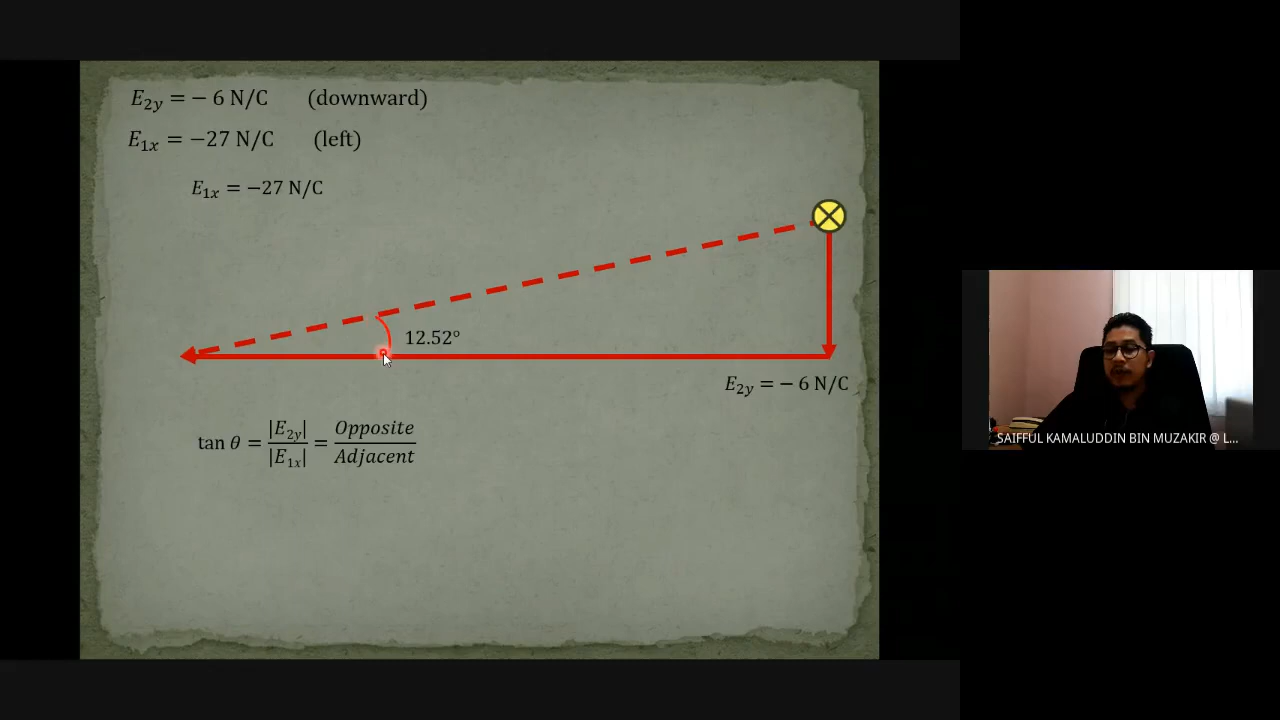 E₂y = − 6 N/C (downward)
E₁ₓ = −27 N/C (left)
E₁ₓ = −27 N/C
12.52°
E₂y = − 6 N/C
tan θ = |E₂y| / |E₁ₓ| = Opposite / Adjacent
SAIFFUL KAMALUDDIN BIN MUZAKIR @ L...